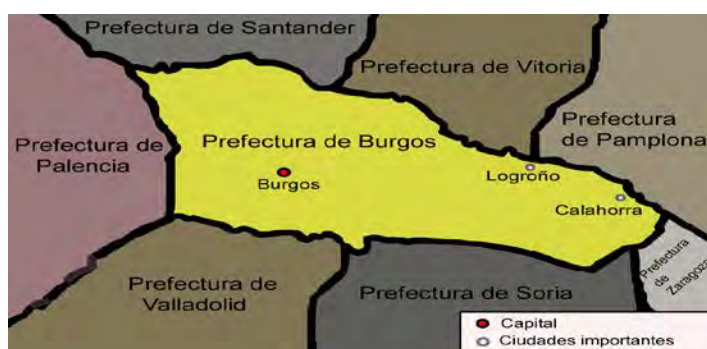 Prefectura de Santander
Prefectura de Vitoria
Prefectura
de Pamplona
Prefectura de
Palencia
Prefectura de Burgos
Burgos
Logroño
Calahorra
Prefectura de
Valladolid
Prefectura de Soria
Prefectura
de
Zaragoza
Capital
Ciudades importantes